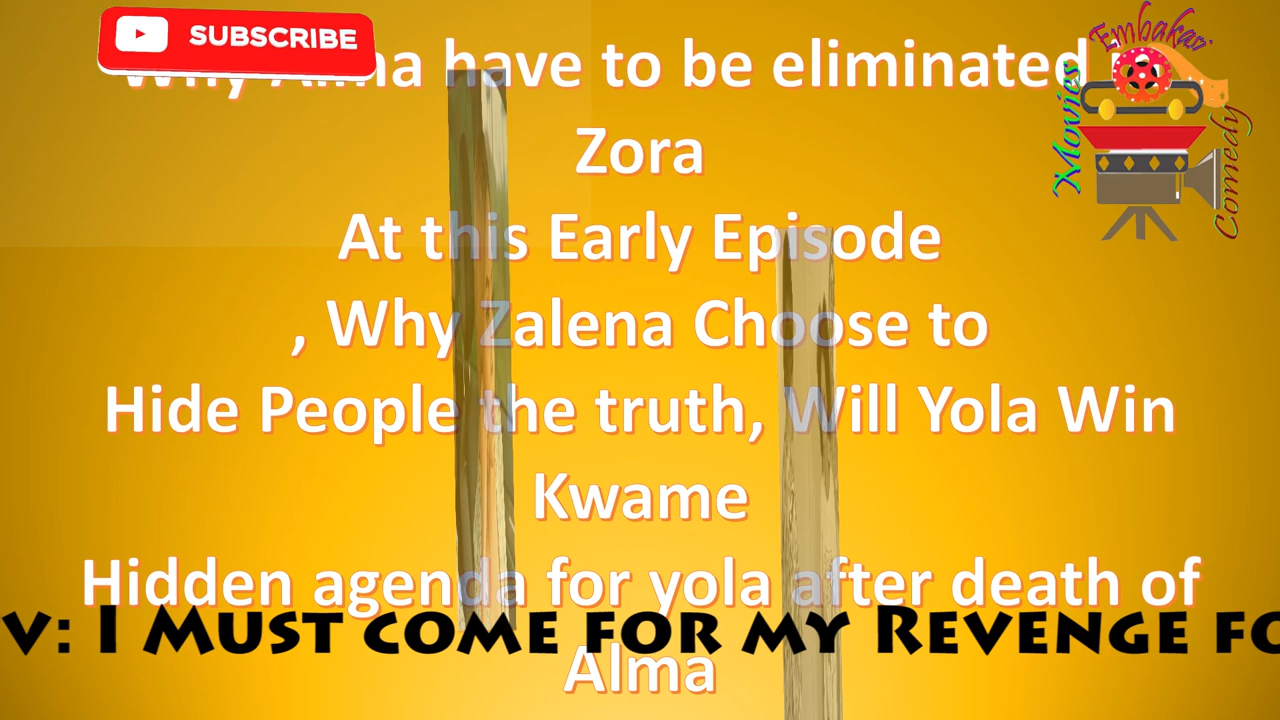 SUBSCRIBE
Why Alma have to be eliminated
Zora
At this Early Episode
, Why Zalena Choose to
Hide People the truth, Will Yola Win
Kwame
Hidden agenda for yola after death of
V: I MUST COME FOR MY REVENGE FO
Alma
Embakasi
Movies
Comedy